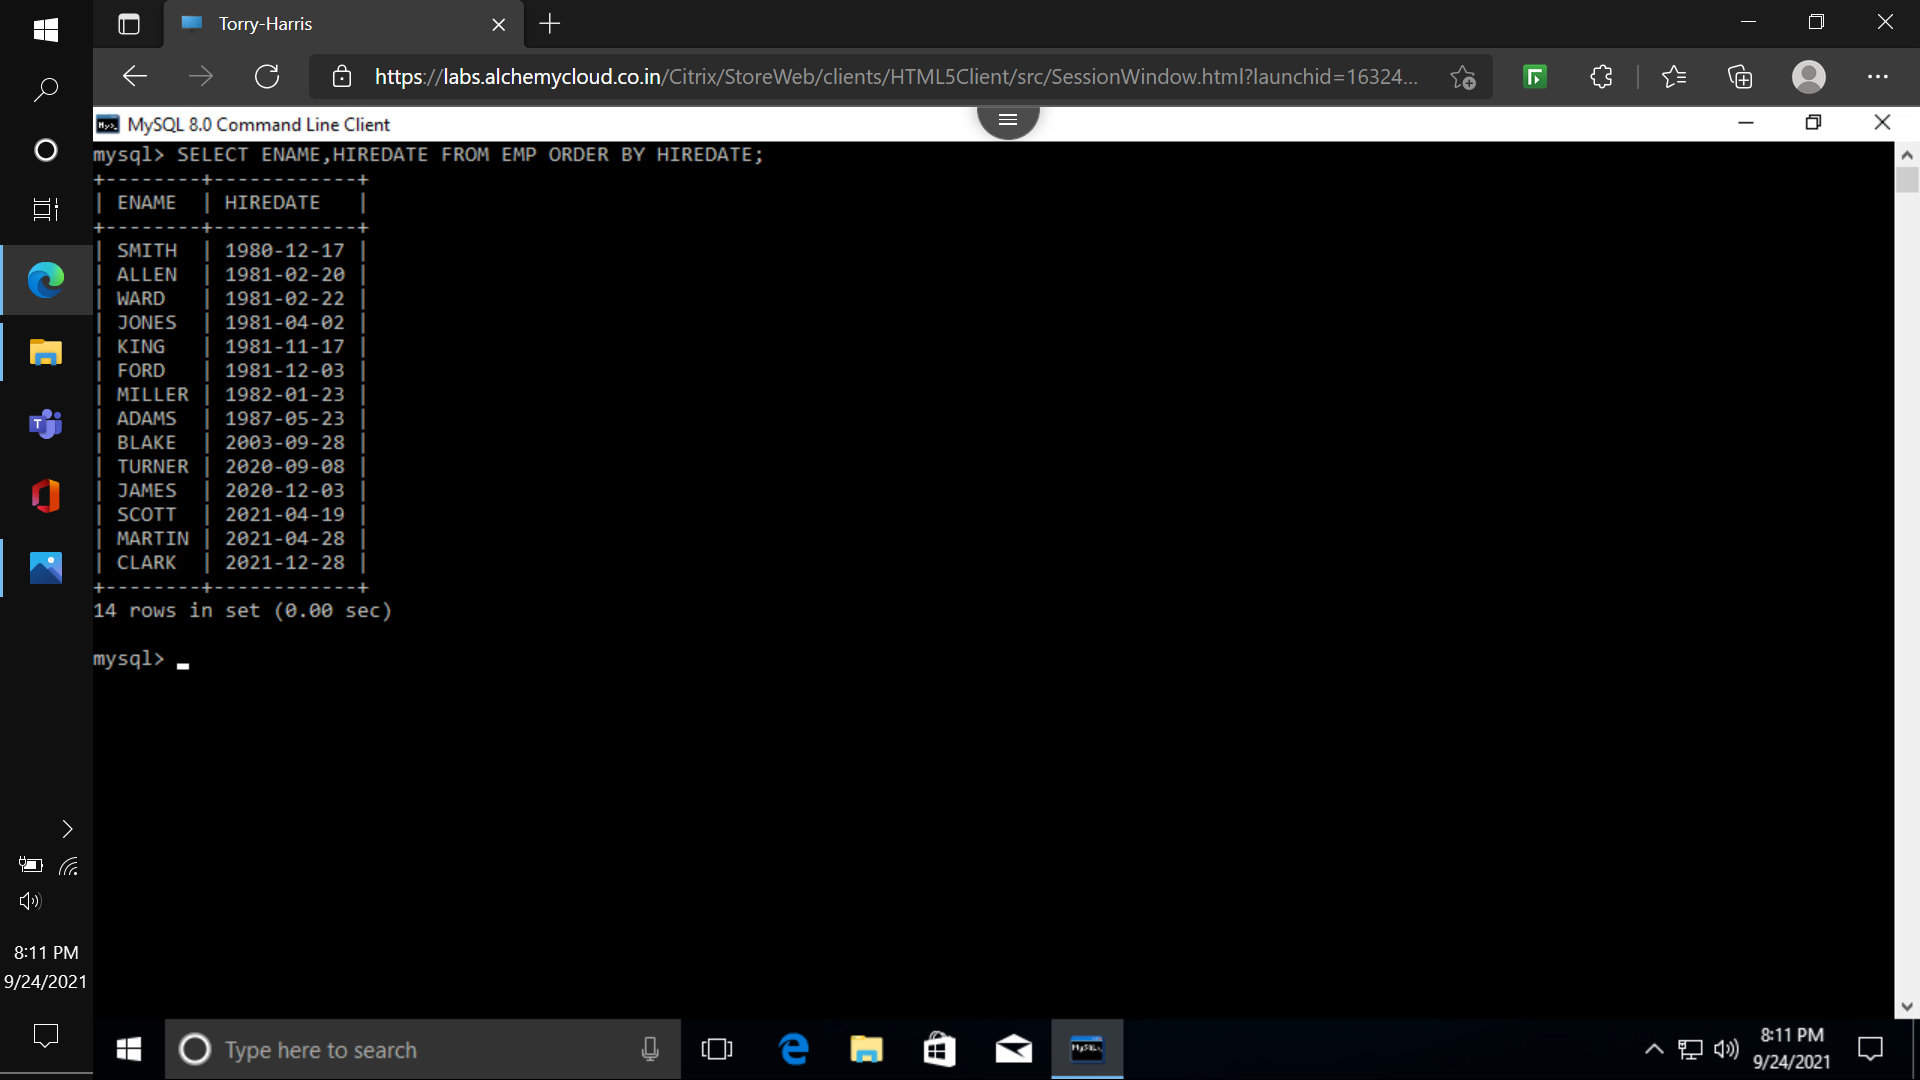 Torry-Harris
https://labs.alchemycloud.co.in/Citrix/StoreWeb/clients/HTML5Client/src/SessionWindow.html?launchid=16324...
MySQL 8.0 Command Line Client
mysql> SELECT ENAME,HIREDATE FROM EMP ORDER BY HIREDATE;
+--------+------------+
| ENAME  | HIREDATE   |
+--------+------------+
| SMITH  | 1980-12-17 |
| ALLEN  | 1981-02-20 |
| WARD   | 1981-02-22 |
| JONES  | 1981-04-02 |
| KING   | 1981-11-17 |
| FORD   | 1981-12-03 |
| MILLER | 1982-01-23 |
| ADAMS  | 1987-05-23 |
| BLAKE  | 2003-09-28 |
| TURNER | 2020-09-08 |
| JAMES  | 2020-12-03 |
| SCOTT  | 2021-04-19 |
| MARTIN | 2021-04-28 |
| CLARK  | 2021-12-28 |
+--------+------------+
14 rows in set (0.00 sec)
mysql>
8:11 PM
9/24/2021
Type here to search
8:11 PM
9/24/2021